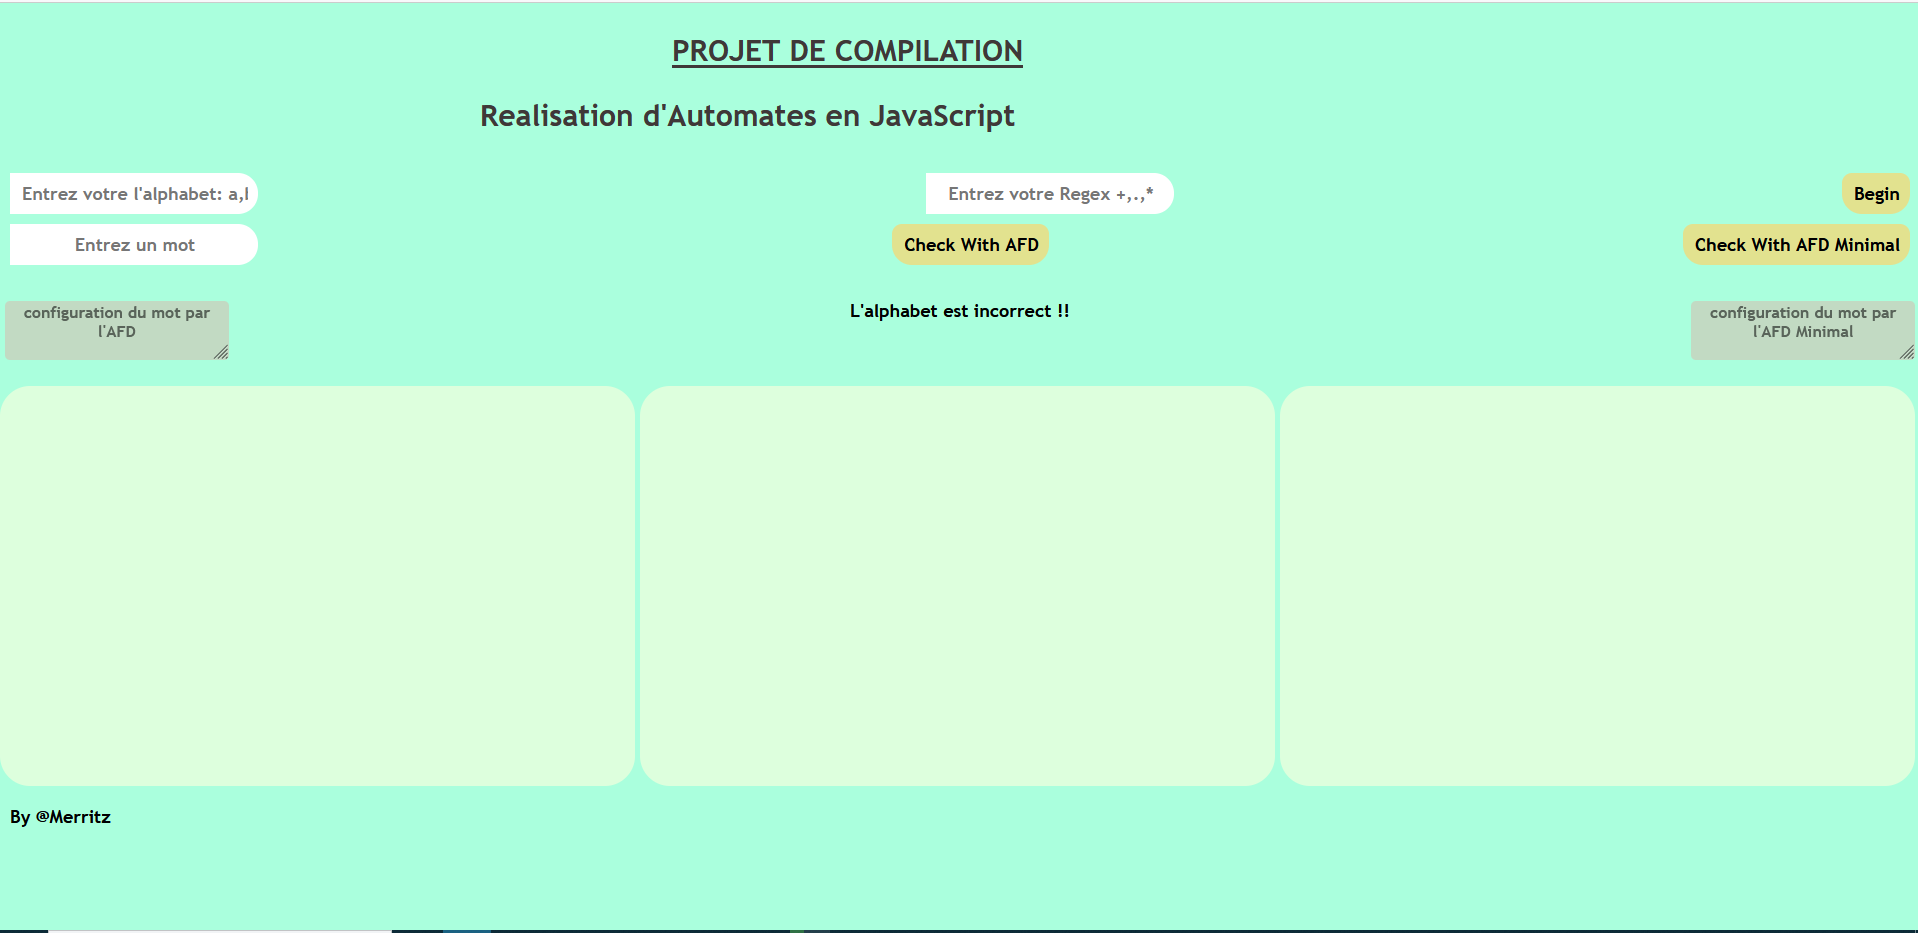 PROJET DE COMPILATION
Realisation d'Automates en JavaScript
Entrez votre l'alphabet: a,
Entrez votre Regex +,.,*
Begin
Entrez un mot
Check With AFD
Check With AFD Minimal
configuration du mot par
l'AFD
L'alphabet est incorrect !!
configuration du mot par
l'AFD Minimal
By @Merritz